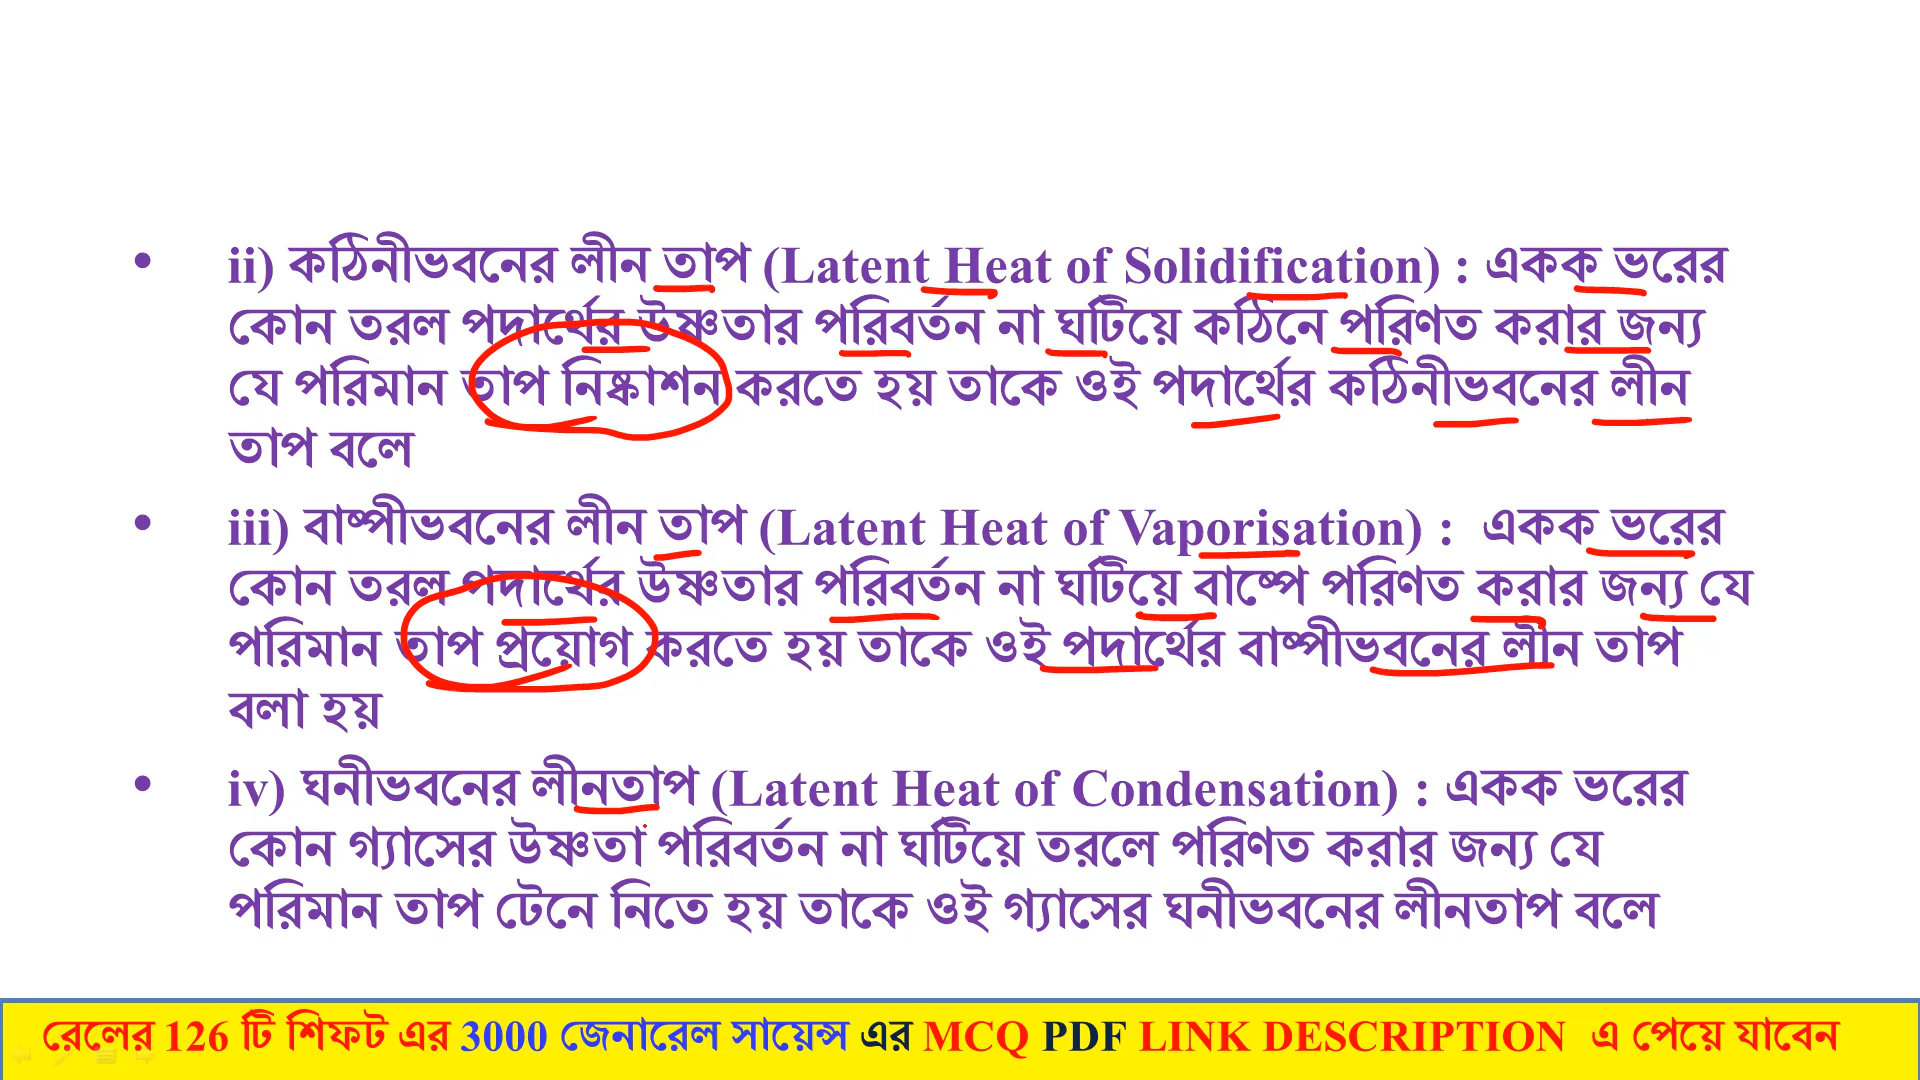 • ii) কঠিনীভবনের লীন তাপ (Latent Heat of Solidification) : একক ভরের
কোন তরল পদার্থের উষ্ণতার পরিবর্তন না ঘটিয়ে কঠিনে পরিণত করার জন্য
যে পরিমান তাপ নিষ্কাশন করতে হয় তাকে ওই পদার্থের কঠিনীভবনের লীন
তাপ বলে
• iii) বাষ্পীভবনের লীন তাপ (Latent Heat of Vaporisation) : একক ভরের
কোন তরল পদার্থের উষ্ণতার পরিবর্তন না ঘটিয়ে বাষ্পে পরিণত করার জন্য যে
পরিমান তাপ প্রয়োগ করতে হয় তাকে ওই পদার্থের বাষ্পীভবনের লীন তাপ
বলা হয়
• iv) ঘনীভবনের লীনতাপ (Latent Heat of Condensation) : একক ভরের
কোন গ্যাসের উষ্ণতা পরিবর্তন না ঘটিয়ে তরলে পরিণত করার জন্য যে
পরিমান তাপ টেনে নিতে হয় তাকে ওই গ্যাসের ঘনীভবনের লীনতাপ বলে
রেলের 126 টি শিফট এর 3000 জেনারেল সায়েন্স এর MCQ PDF LINK DESCRIPTION এ পেয়ে যাবেন